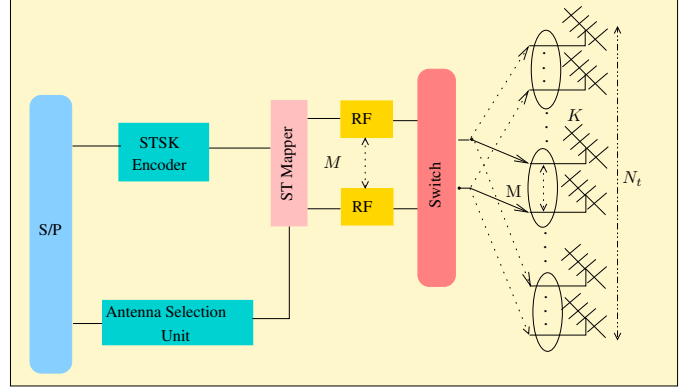 S/P
STSK
Encoder
Antenna Selection
Unit
ST Mapper
RF
M
RF
Switch
K
M
N_t